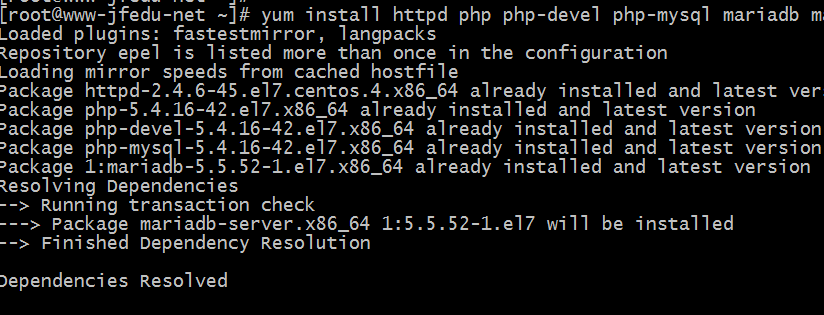 [root@www-jfedu-net ~]#
[root@www-jfedu-net ~]# yum install httpd php php-devel php-mysql mariadb ma
Loaded plugins: fastestmirror, langpacks
Repository epel is listed more than once in the configuration
Loading mirror speeds from cached hostfile
Package httpd-2.4.6-45.el7.centos.4.x86_64 already installed and latest ver
Package php-5.4.16-42.el7.x86_64 already installed and latest version
Package php-devel-5.4.16-42.el7.x86_64 already installed and latest version
Package php-mysql-5.4.16-42.el7.x86_64 already installed and latest version
Package 1:mariadb-5.5.52-1.el7.x86_64 already installed and latest version
Resolving Dependencies
--> Running transaction check
---> Package mariadb-server.x86_64 1:5.5.52-1.el7 will be installed
--> Finished Dependency Resolution
Dependencies Resolved